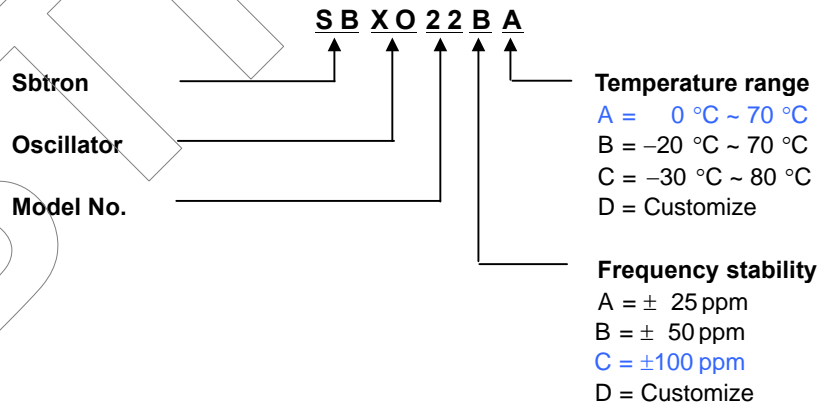 SB XO 22 B A
Sbtron
Oscillator
Model No.
Temperature range
A = 0 °C ~ 70 °C
B = −20 °C ~ 70 °C
C = −30 °C ~ 80 °C
D = Customize
Frequency stability
A = ± 25 ppm
B = ± 50 ppm
C = ±100 ppm
D = Customize